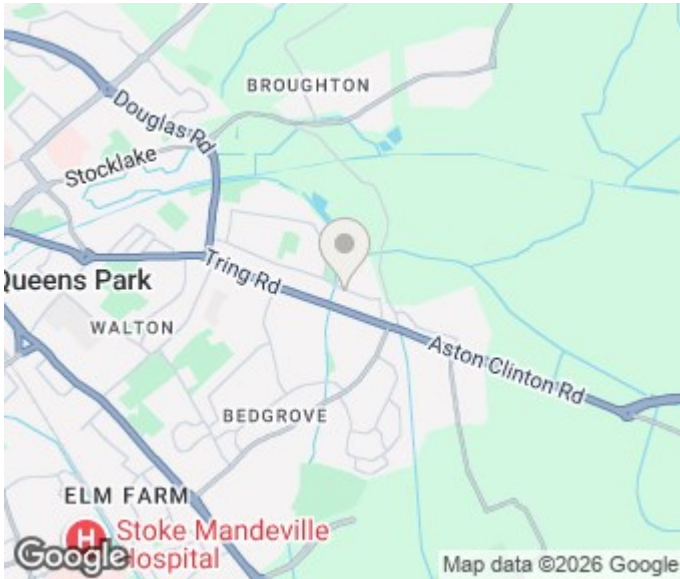 BROUGHTON
Douglas Rd
Stocklake
Tring Rd
Queens Park
WALTON
Aston Clinton Rd
BEDGROVE
ELM FARM
H
Stoke Mandeville
Hospital
Google
Map data ©2026 Google